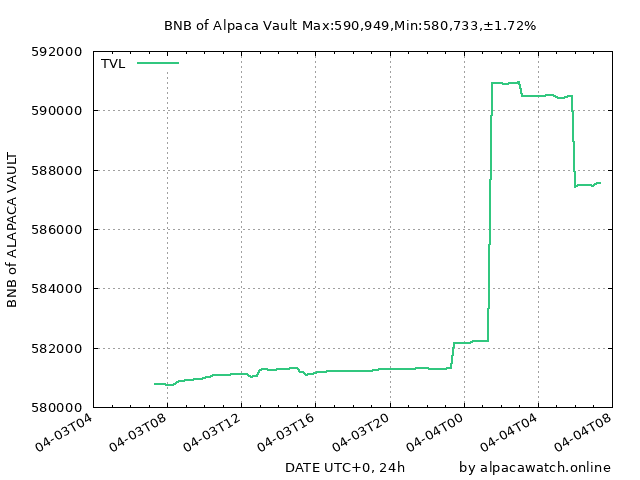 BNB of Alpaca Vault Max:590,949,Min:580,733,±1.72%
TVL
592000
590000
588000
586000
584000
582000
580000
BNB of ALAPACA VAULT
04-03T04
04-03T08
04-03T12
04-03T16
04-03T20
04-04T00
04-04T04
04-04T08
DATE UTC+0, 24h
by alpacawatch.online